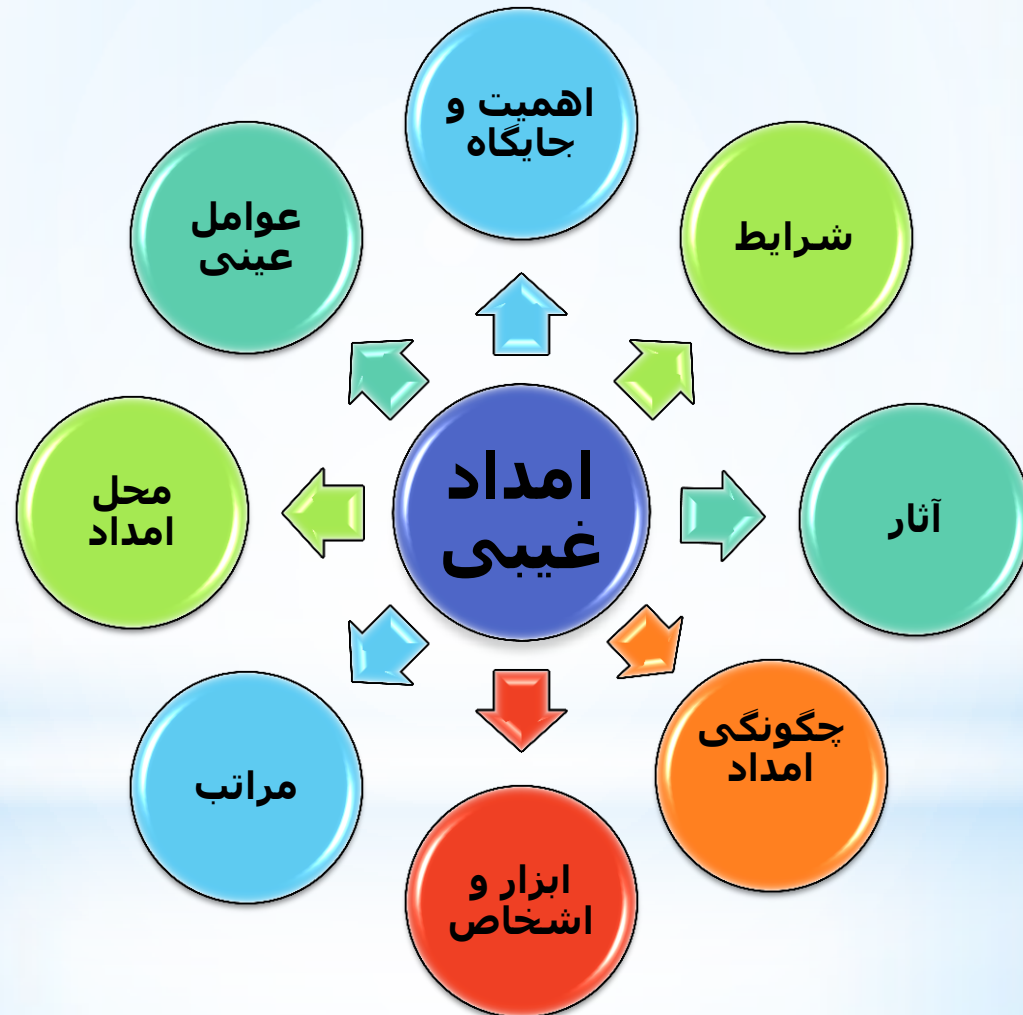 اهمیت و
جایگاه
شرایط
آثار
چگونگی
امداد
ابزار و
اشخاص
مراتب
محل
امداد
عوامل
عینی
امداد
غیبی